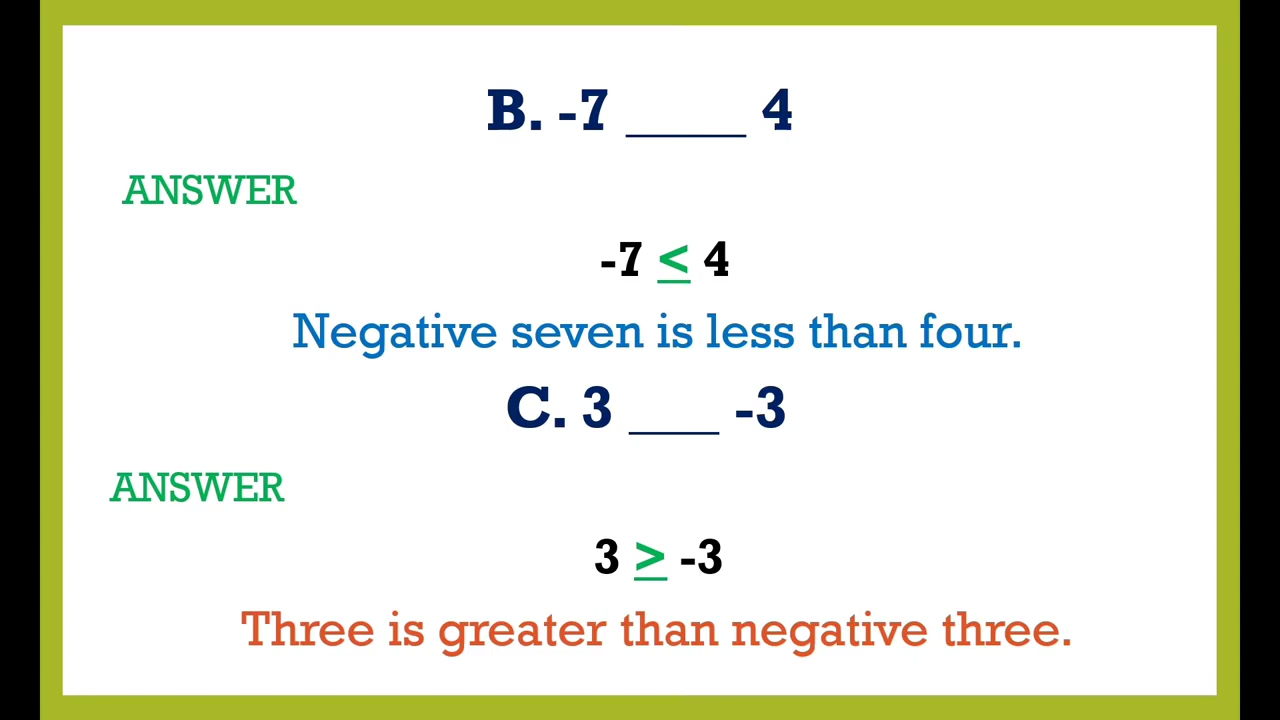 B. -7 ____ 4
ANSWER
-7 < 4
Negative seven is less than four.
C. 3 ___ -3
ANSWER
3 > -3
Three is greater than negative three.